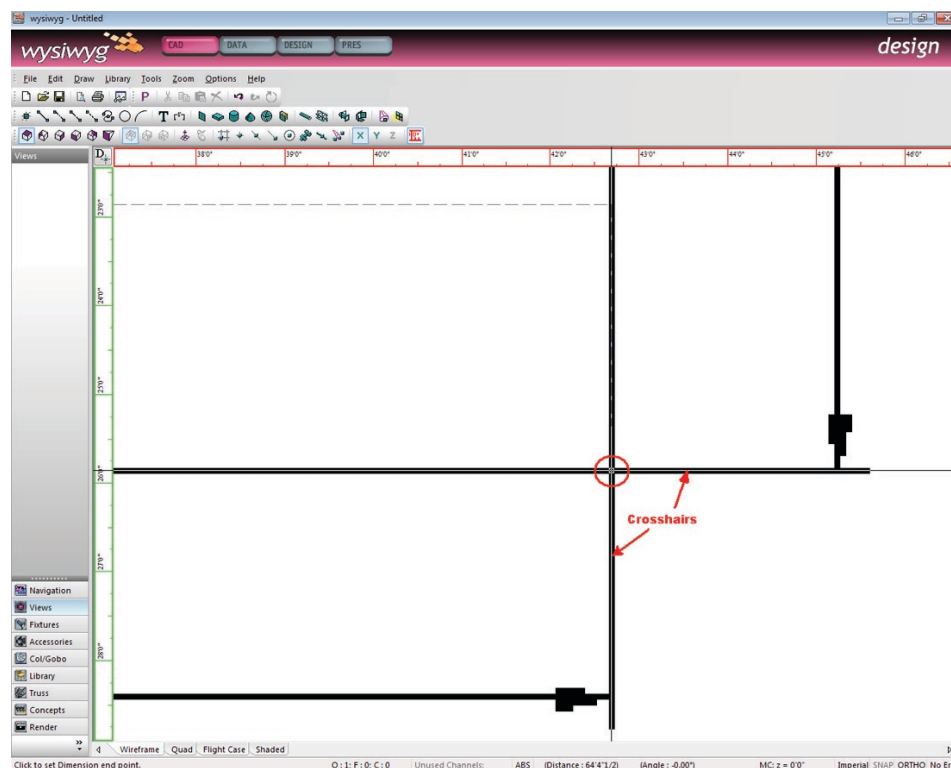 wysiwyg - Untitled
wysiwyg CAD DATA DESIGN PRES design
File Edit Draw Library Tools Zoom Options Help
P
T
X Y Z
Views
D
38'0" 39'0" 40'0" 41'0" 42'0" 43'0" 44'0" 45'0" 46'0"
23'0"
24'0"
25'0"
26'0"
27'0"
28'0"
Crosshairs
Navigation
Views
Fixtures
Accessories
Col/Gobo
Library
Truss
Concepts
Render
Wireframe Quad Flight Case Shaded
Click to set Dimension end point. O : 1: F : 0: C : 0 Unused Channels: ABS (Distance : 64'4"1/2) (Angle : -0.00°) MC: z = 0'0" Imperial SNAP ORTHO No Er